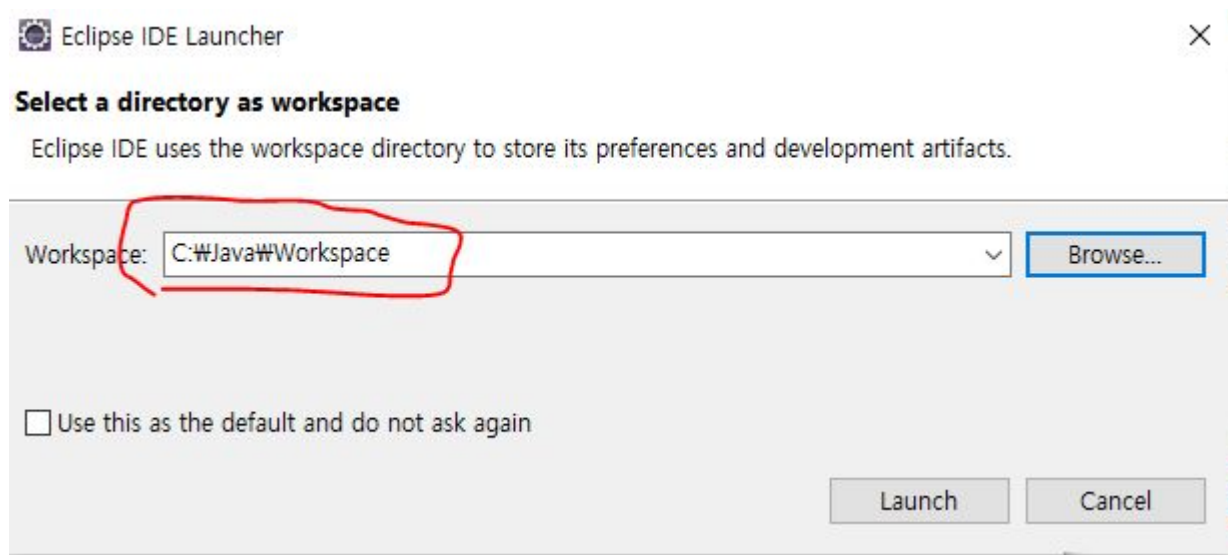 Eclipse IDE Launcher
Select a directory as workspace
Eclipse IDE uses the workspace directory to store its preferences and development artifacts.
Workspace: C:₩Java₩Workspace Browse...
Use this as the default and do not ask again
Launch Cancel